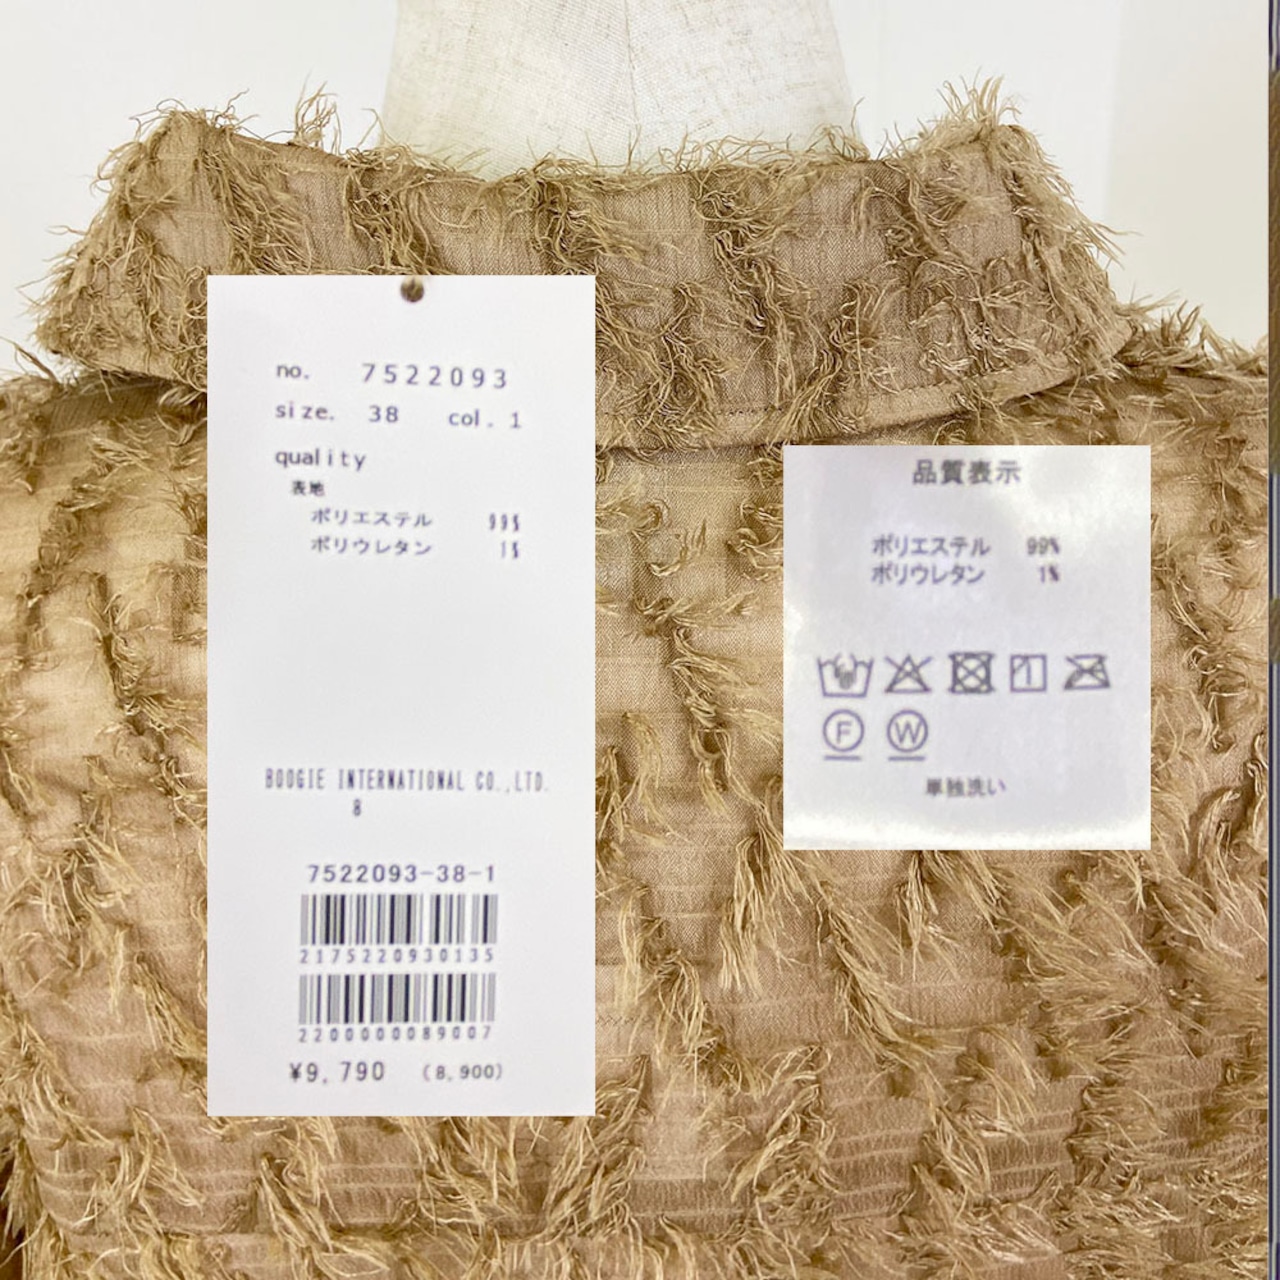 no. 7522093
size. 38 col. 1
quality
表地
ポリエステル 99%
ポリウレタン 1%
BOOGIE INTERNATIONAL CO.,LTD.
8
7522093-38-1
2175220930135
2200000089007
¥9,790 (8,900)
品質表示
ポリエステル 99%
ポリウレタン 1%
F W
単独洗い